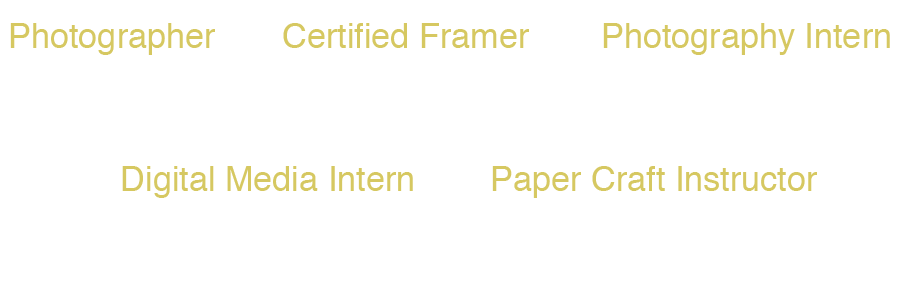 Photographer Certified Framer Photography Intern
Digital Media Intern Paper Craft Instructor